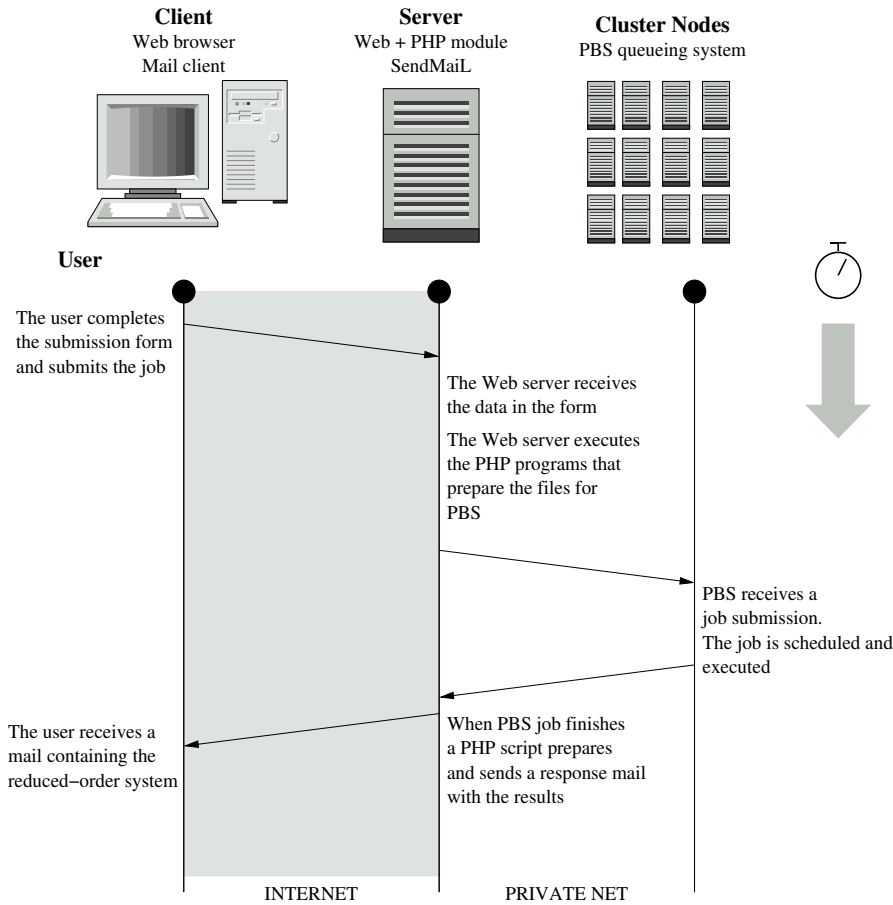 Client
Web browser
Mail client
Server
Web + PHP module
SendMaiL
Cluster Nodes
PBS queueing system
User
The user completes
the submission form
and submits the job
The Web server receives
the data in the form
The Web server executes
the PHP programs that
prepare the files for
PBS
PBS receives a
job submission.
The job is scheduled and
executed
When PBS job finishes
a PHP script prepares
and sends a response mail
with the results
The user receives a
mail containing the
reduced−order system
INTERNET
PRIVATE NET